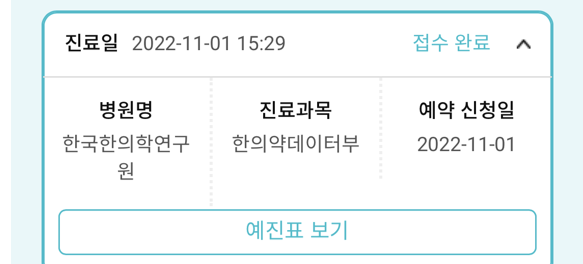 진료일 2022-11-01 15:29 접수 완료
병원명 진료과목 예약 신청일
한국한의학연구 한의약데이터부 2022-11-01
원
예진표 보기